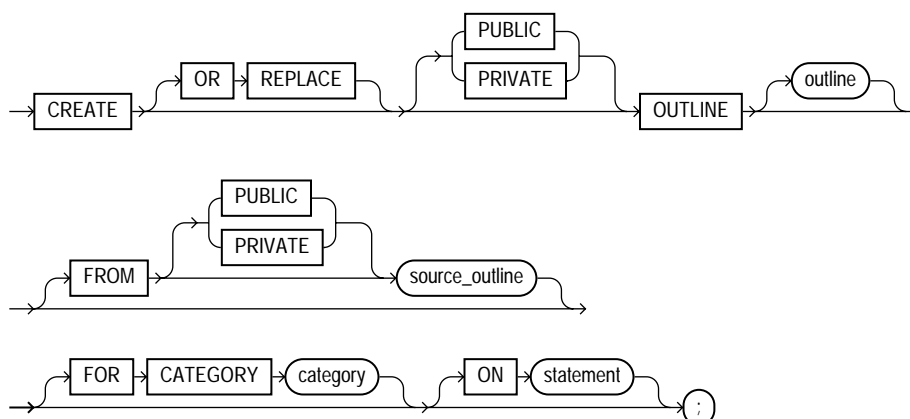 PUBLIC
OR REPLACE PRIVATE outline
CREATE OUTLINE
PUBLIC
PRIVATE
FROM source_outline
FOR CATEGORY category ON statement
;